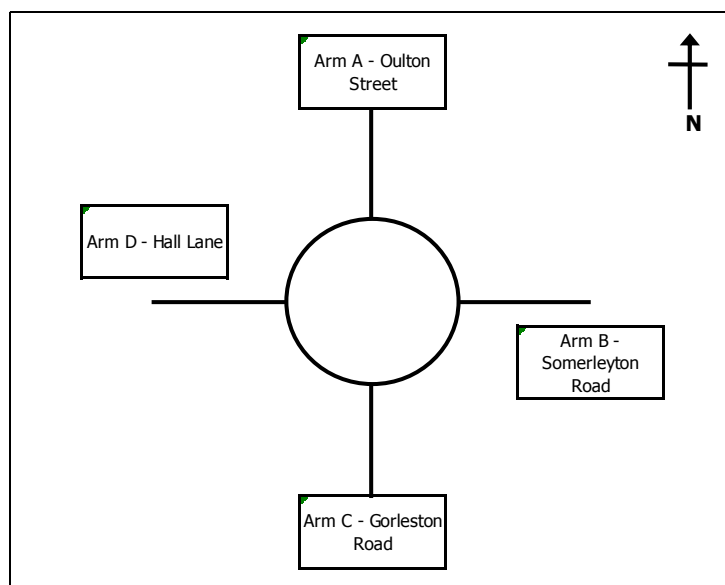 Arm A - Oulton
Street
N
Arm D - Hall Lane
Arm B -
Somerleyton
Road
Arm C - Gorleston
Road